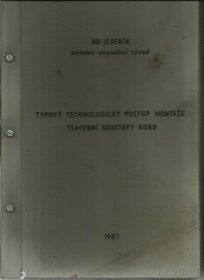 RD JESENÍK
báňsko - stavební závod
TYPOVÝ TECHNOLOGICKÝ POSTUP MONTÁŽE
STAVEBNÍ SOUSTAVY KORD
1983